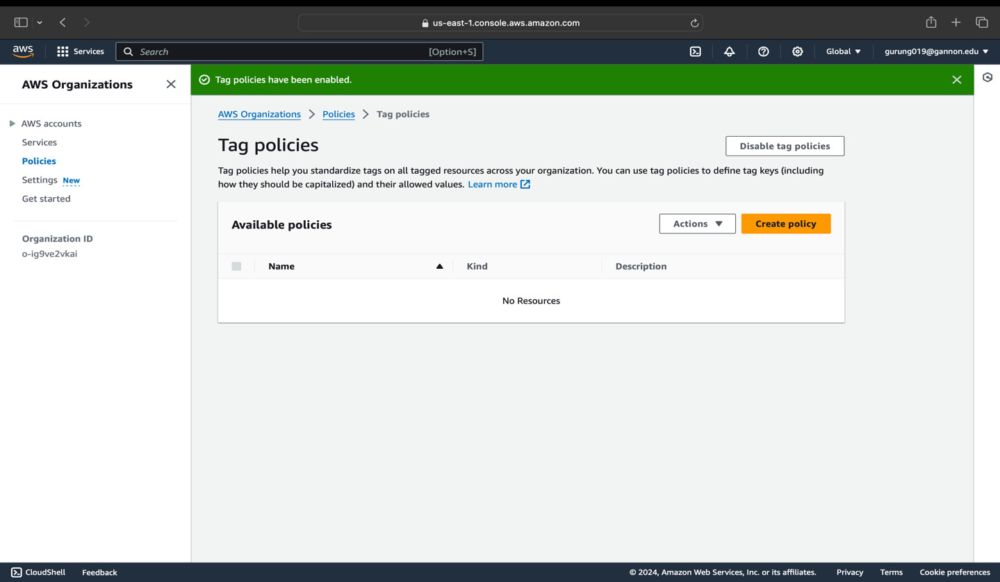 us-east-1.console.aws.amazon.com
aws Services Search [Option+S] Global gurung019@gannon.edu
AWS Organizations
AWS accounts
Services
Policies
Settings New
Get started
Organization ID
o-ig9ve2vkai
Tag policies have been enabled.
AWS Organizations Policies Tag policies
Tag policies
Disable tag policies
Tag policies help you standardize tags on all tagged resources across your organization. You can use tag policies to define tag keys (including
how they should be capitalized) and their allowed values. Learn more
Available policies
Actions Create policy
Name Kind Description
No Resources
CloudShell Feedback © 2024, Amazon Web Services, Inc. or its affiliates. Privacy Terms Cookie preferences